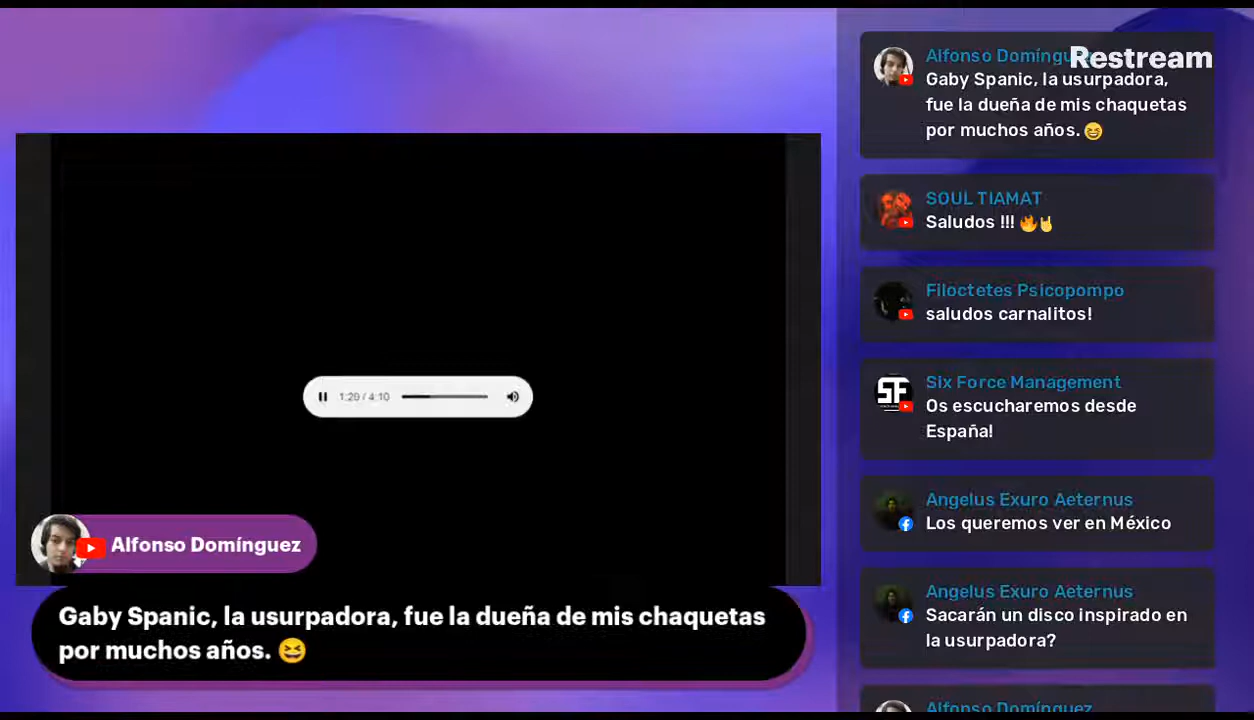 1:20 / 4:10
Alfonso Domínguez
Gaby Spanic, la usurpadora, fue la dueña de mis chaquetas
por muchos años. 😆
Restream
Alfonso Domíngu
Gaby Spanic, la usurpadora,
fue la dueña de mis chaquetas
por muchos años. 😆
SOUL TIAMAT
Saludos !!! 🔥🤘
Filoctetes Psicopompo
saludos carnalitos!
SF
Six Force Management
Os escucharemos desde
España!
Angelus Exuro Aeternus
Los queremos ver en México
Angelus Exuro Aeternus
Sacarán un disco inspirado en
la usurpadora?
Alfonso Domínguez